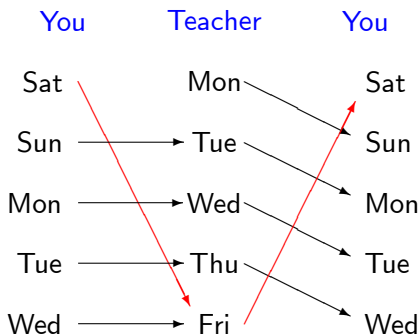 You Teacher You
Sat Mon Sat
Sun Tue Sun
Mon Wed Mon
Tue Thu Tue
Wed Fri Wed